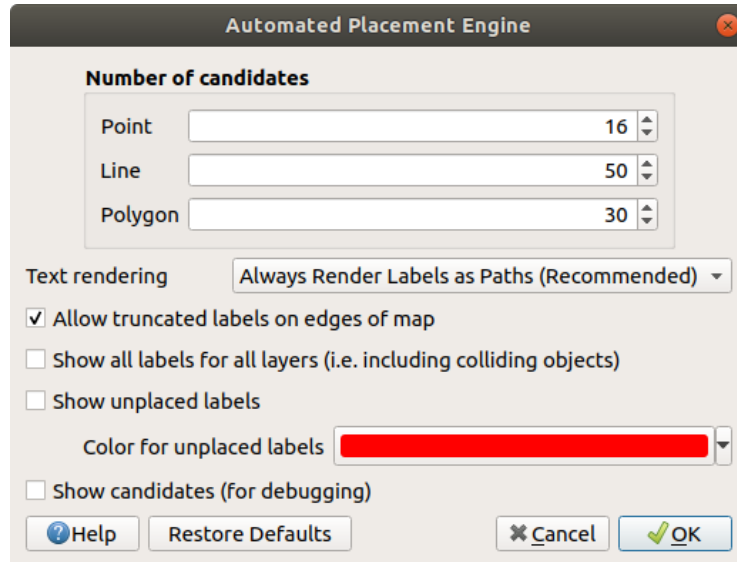 Automated Placement Engine
Number of candidates
Point 16
Line 50
Polygon 30
Text rendering Always Render Labels as Paths (Recommended)
Allow truncated labels on edges of map
Show all labels for all layers (i.e. including colliding objects)
Show unplaced labels
Color for unplaced labels
Show candidates (for debugging)
Help Restore Defaults Cancel OK